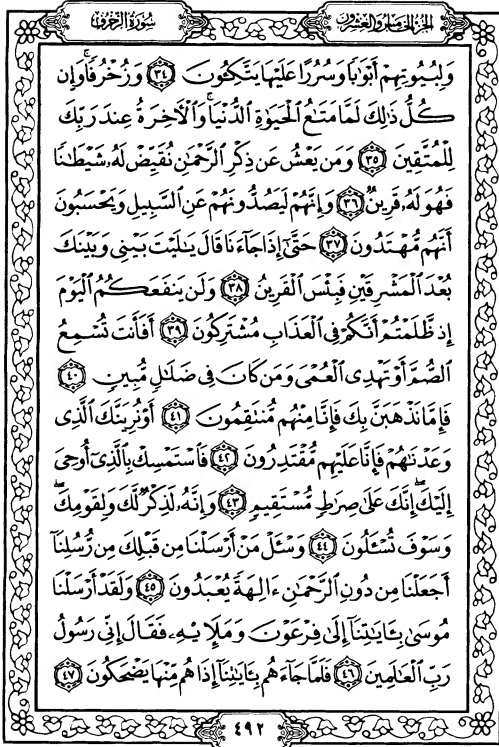 سُورَةُ الزُّخْرُفِ
الجزء الخامس والعشرون
وَلِبُيُوتِهِمْ أَبْوَٰبًا وَسُرُرًا عَلَيْهَا يَتَّكِـُٔونَ ﴿٣٤﴾ وَزُخْرُفًا ۚ وَإِن
كُلُّ ذَٰلِكَ لَمَّا مَتَٰعُ ٱلْحَيَوٰةِ ٱلدُّنْيَا ۚ وَٱلْءَاخِرَةُ عِندَ رَبِّكَ
لِلْمُتَّقِينَ ﴿٣٥﴾ وَمَن يَعْشُ عَن ذِكْرِ ٱلرَّحْمَٰنِ نُقَيِّضْ لَهُۥ شَيْطَٰنًا
فَهُوَ لَهُۥ قَرِينٌ ﴿٣٦﴾ وَإِنَّهُمْ لَيَصُدُّونَهُمْ عَنِ ٱلسَّبِيلِ وَيَحْسَبُونَ
أَنَّهُم مُّهْتَدُونَ ﴿٣٧﴾ حَتَّىٰٓ إِذَا جَآءَنَا قَالَ يَٰلَيْتَ بَيْنِى وَبَيْنَكَ
بُعْدَ ٱلْمَشْرِقَيْنِ فَبِئْسَ ٱلْقَرِينُ ﴿٣٨﴾ وَلَن يَنفَعَكُمُ ٱلْيَوْمَ
إِذ ظَّلَمْتُمْ أَنَّكُمْ فِى ٱلْعَذَابِ مُشْتَرِكُونَ ﴿٣٩﴾ أَفَأَنتَ تُسْمِعُ
ٱلصُّمَّ أَوْ تَهْدِى ٱلْعُمْىَ وَمَن كَانَ فِى ضَلَٰلٍ مُّبِينٍ ﴿٤٠﴾
فَإِمَّا نَذْهَبَنَّ بِكَ فَإِنَّا مِنْهُم مُّنتَقِمُونَ ﴿٤١﴾ أَوْ نُرِيَنَّكَ ٱلَّذِى
وَعَدْنَٰهُمْ فَإِنَّا عَلَيْهِم مُّقْتَدِرُونَ ﴿٤٢﴾ فَٱسْتَمْسِكْ بِٱلَّذِىٓ أُوحِىَ
إِلَيْكَ ۖ إِنَّكَ عَلَىٰ صِرَٰطٍ مُّسْتَقِيمٍ ﴿٤٣﴾ وَإِنَّهُۥ لَذِكْرٌ لَّكَ وَلِقَوْمِكَ ۖ
وَسَوْفَ تُسْـَٔلُونَ ﴿٤٤﴾ وَسْـَٔلْ مَنْ أَرْسَلْنَا مِن قَبْلِكَ مِن رُّسُلِنَآ
أَجَعَلْنَا مِن دُونِ ٱلرَّحْمَٰنِ ءَالِهَةً يُعْبَدُونَ ﴿٤٥﴾ وَلَقَدْ أَرْسَلْنَا
مُوسَىٰ بِـَٔايَٰتِنَآ إِلَىٰ فِرْعَوْنَ وَمَلَإِي۟هِۦ فَقَالَ إِنِّى رَسُولُ
رَبِّ ٱلْعَٰلَمِينَ ﴿٤٦﴾ فَلَمَّا جَآءَهُم بِـَٔايَٰتِنَآ إِذَا هُم مِّنْهَا يَضْحَكُونَ ﴿٤٧﴾
٤٩٢